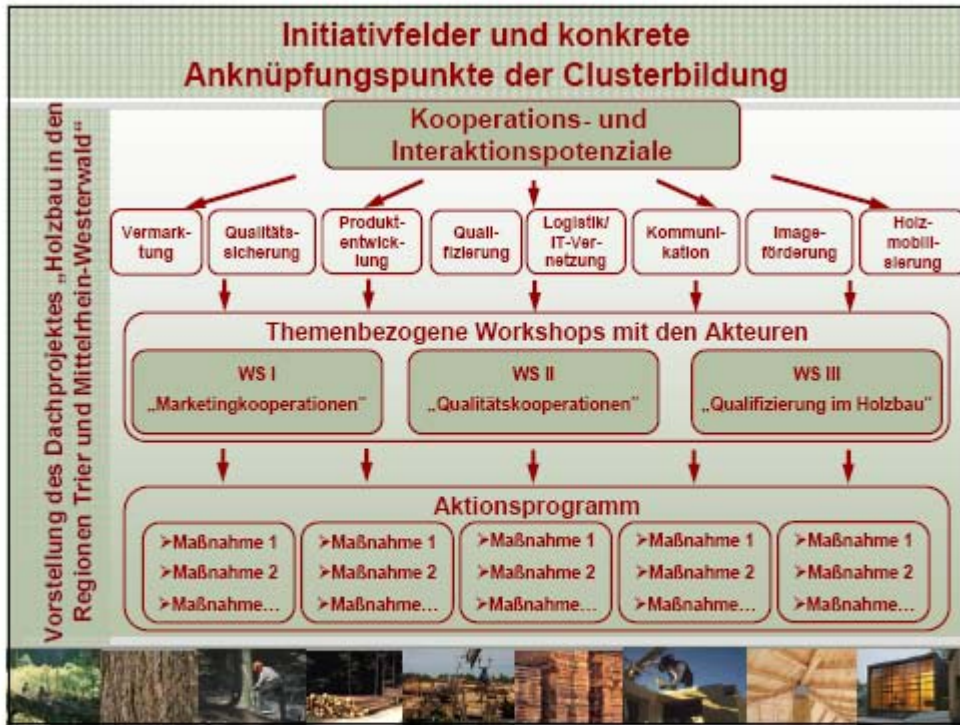 Initiativfelder und konkrete
Anknüpfungspunkte der Clusterbildung
Vorstellung des Dachprojektes „Holzbau in den
Regionen Trier und Mittelrhein-Westerwald“
Kooperations- und
Interaktionspotenziale
Vermark-
tung
Qualitäts-
sicherung
Produkt-
entwick-
lung
Quali-
fizierung
Logistik/
IT-Ver-
netzung
Kommuni-
kation
Image-
förderung
Holz-
mobili-
sierung
Themenbezogene Workshops mit den Akteuren
WS I
„Marketingkooperationen"
WS II
„Qualitätskooperationen"
WS III
„Qualifizierung im Holzbau"
Aktionsprogramm
➢Maßnahme 1
➢Maßnahme 2
➢Maßnahme…
➢Maßnahme 1
➢Maßnahme 2
➢Maßnahme…
➢Maßnahme 1
➢Maßnahme 2
➢Maßnahme…
➢Maßnahme 1
➢Maßnahme 2
➢Maßnahme…
➢Maßnahme 1
➢Maßnahme 2
➢Maßnahme…